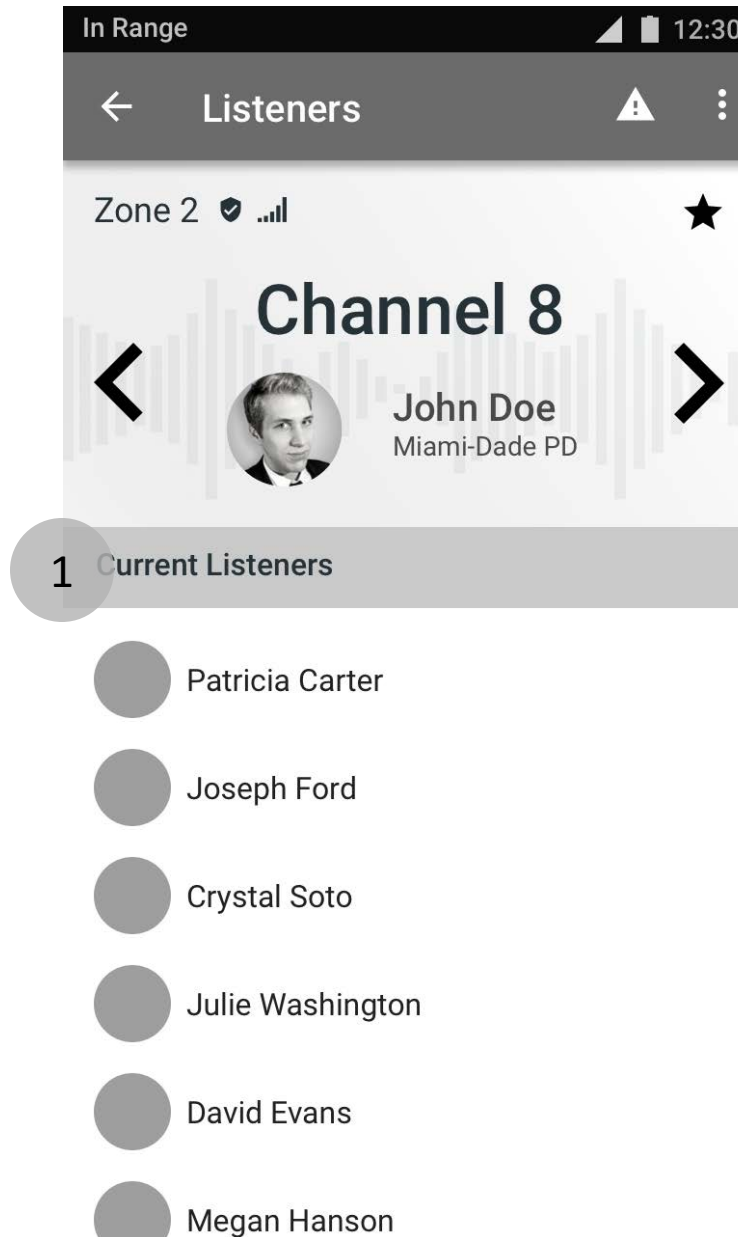 In Range 12:30
Listeners
Zone 2
Channel 8
John Doe
Miami-Dade PD
1 Current Listeners
Patricia Carter
Joseph Ford
Crystal Soto
Julie Washington
David Evans
Megan Hanson